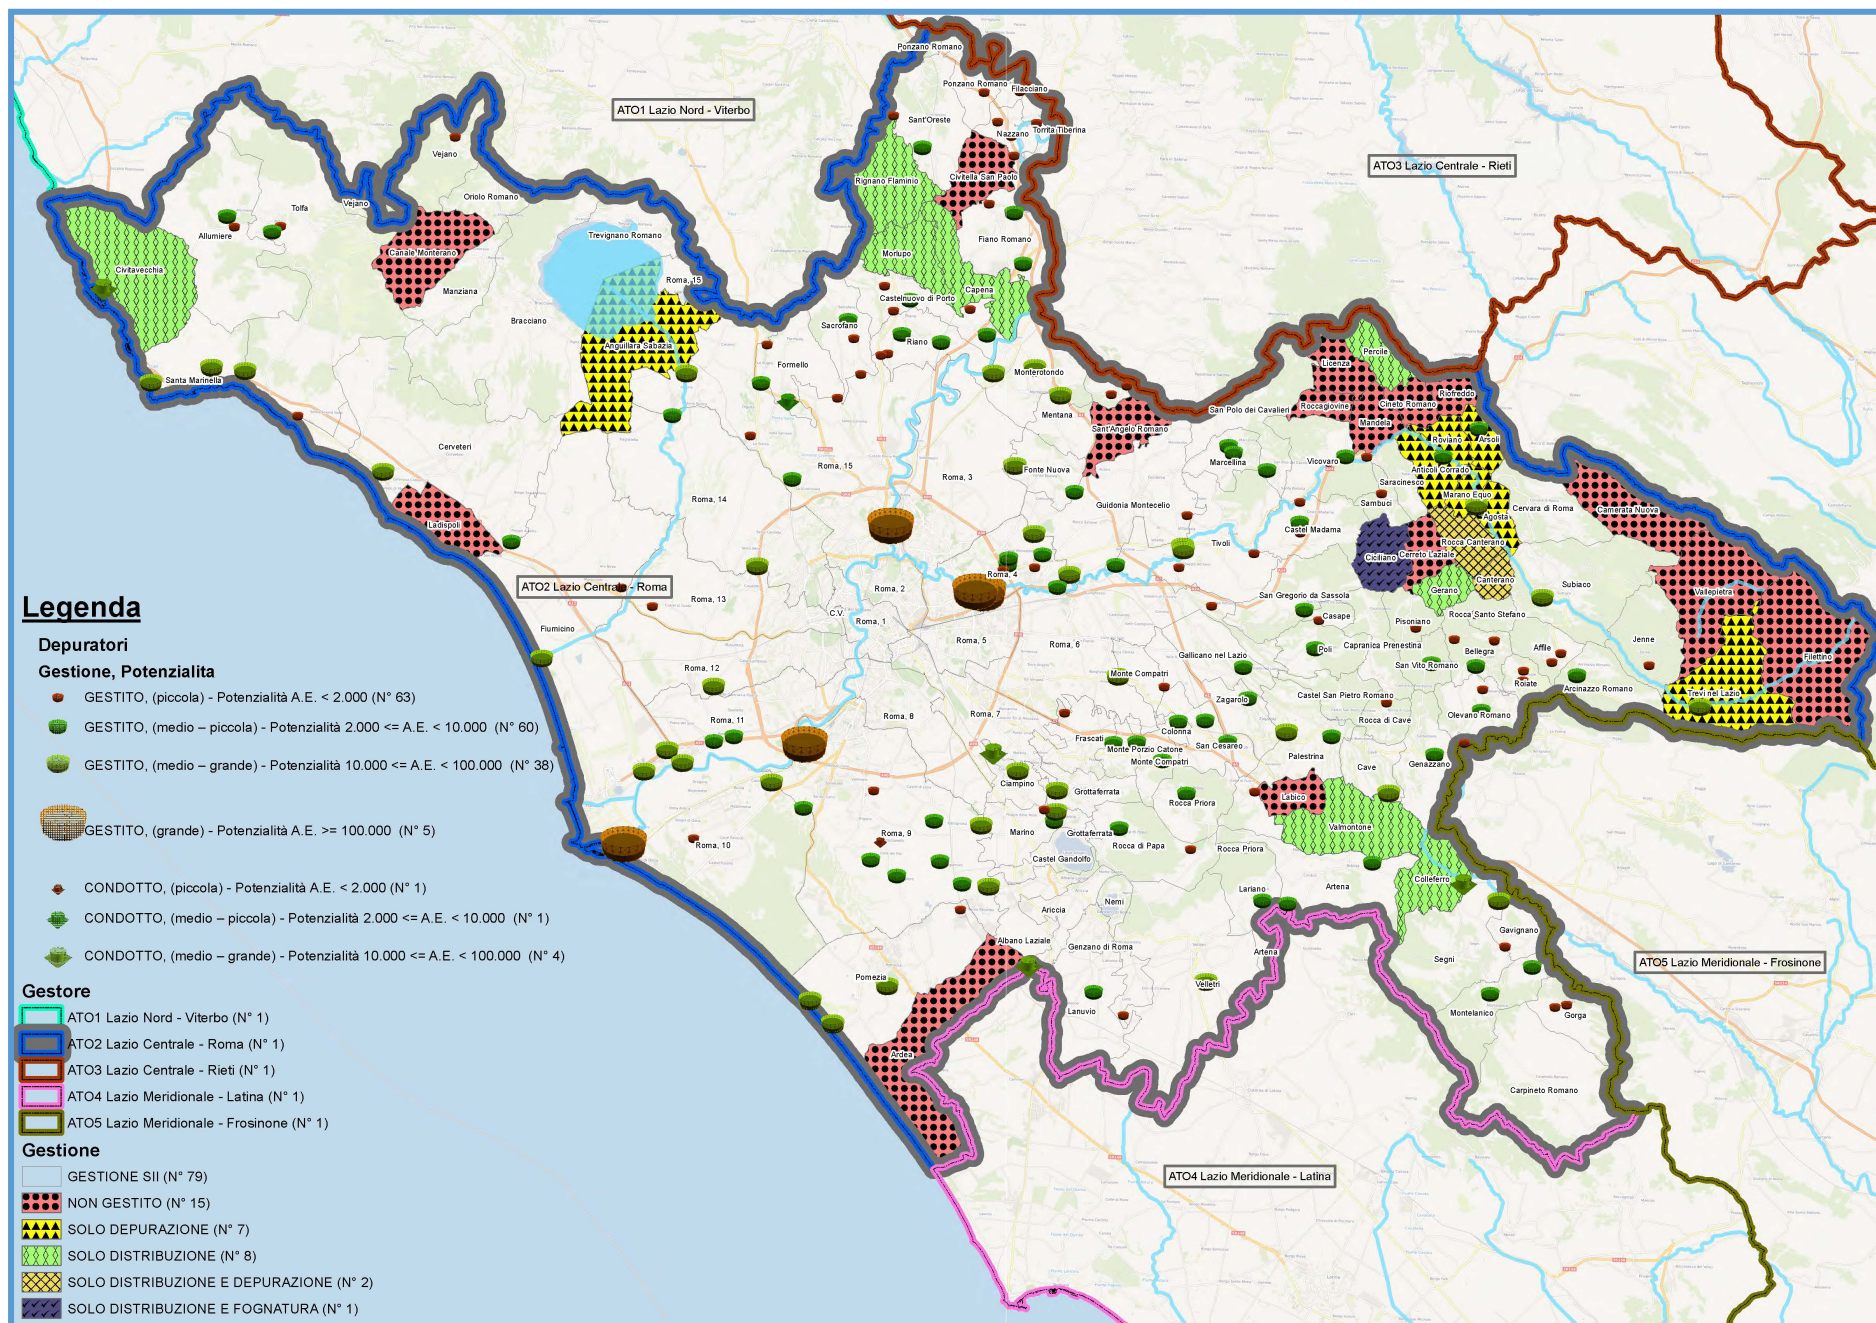 Ponzano Romano
Ponzano Romano
Filacciano
ATO1 Lazio Nord - Viterbo
Sant'Oreste
Nazzano
Torrita Tiberina
Vejano
ATO3 Lazio Centrale - Rieti
Rignano Flaminio
Civitella San Paolo
Oriolo Romano
Vejano
Tolfa
Allumiere
Trevignano Romano
Fiano Romano
Canale Monterano
Morlupo
Civitavecchia
Roma, 15
Manziana
Capena
Castelnuovo di Porto
Bracciano
Sacrofano
Riano
Anguillara Sabazia
Percile
Licenza
Formello
Monterotondo
Santa Marinella
Riofreddo
Cineto Romano
Roccagiovine
San Polo dei Cavalieri
Mentana
Mandela
Sant'Angelo Romano
Roviano
Arsoli
Cerveteri
Marcellina
Vicovaro
Roma, 15
Fonte Nuova
Anticoli Corrado
Roma, 3
Saracinesco
Marano Equo
Roma, 14
Guidonia Montecelio
Sambuci
Cervara di Roma
Camerata Nuova
Agosta
Ladispoli
Castel Madama
Tivoli
Rocca Canterano
Ciciliano
Cerreto Laziale
Roma, 4
Canterano
ATO2 Lazio Centrale - Roma
Roma, 2
Subiaco
Gerano
San Gregorio da Sassola
Vallepietra
Roma, 13
C.V.
Roma, 1
Casape
Rocca Santo Stefano
Pisoniano
Fiumicino
Roma, 5
Roma, 6
Capranica Prenestina
Poli
Bellegra
Affile
Jenne
Gallicano nel Lazio
San Vito Romano
Filettino
Roma, 12
Monte Compatri
Roiate
Arcinazzo Romano
Trevi nel Lazio
Zagarolo
Castel San Pietro Romano
Roma, 8
Roma, 7
Olevano Romano
Roma, 11
Rocca di Cave
Colonna
Frascati
San Cesareo
Monte Porzio Catone
Palestrina
Monte Compatri
Cave
Genazzano
Ciampino
Grottaferrata
Rocca Priora
Labico
Valmontone
Marino
Grottaferrata
Roma, 9
Roma, 10
Rocca di Papa
Rocca Priora
Castel Gandolfo
Colleferro
Lariano
Artena
Nemi
Ariccia
Gavignano
Albano Laziale
Genzano di Roma
Artena
Segni
ATO5 Lazio Meridionale - Frosinone
Pomezia
Velletri
Lanuvio
Montelanico
Gorga
Ardea
Carpineto Romano
ATO4 Lazio Meridionale - Latina
Legenda
Depuratori
Gestione, Potenzialita
GESTITO, (piccola) - Potenzialità A.E. < 2.000 (N° 63)
GESTITO, (medio – piccola) - Potenzialità 2.000 <= A.E. < 10.000 (N° 60)
GESTITO, (medio – grande) - Potenzialità 10.000 <= A.E. < 100.000 (N° 38)
GESTITO, (grande) - Potenzialità A.E. >= 100.000 (N° 5)
CONDOTTO, (piccola) - Potenzialità A.E. < 2.000 (N° 1)
CONDOTTO, (medio – piccola) - Potenzialità 2.000 <= A.E. < 10.000 (N° 1)
CONDOTTO, (medio – grande) - Potenzialità 10.000 <= A.E. < 100.000 (N° 4)
Gestore
ATO1 Lazio Nord - Viterbo (N° 1)
ATO2 Lazio Centrale - Roma (N° 1)
ATO3 Lazio Centrale - Rieti (N° 1)
ATO4 Lazio Meridionale - Latina (N° 1)
ATO5 Lazio Meridionale - Frosinone (N° 1)
Gestione
GESTIONE SII (N° 79)
NON GESTITO (N° 15)
SOLO DEPURAZIONE (N° 7)
SOLO DISTRIBUZIONE (N° 8)
SOLO DISTRIBUZIONE E DEPURAZIONE (N° 2)
SOLO DISTRIBUZIONE E FOGNATURA (N° 1)